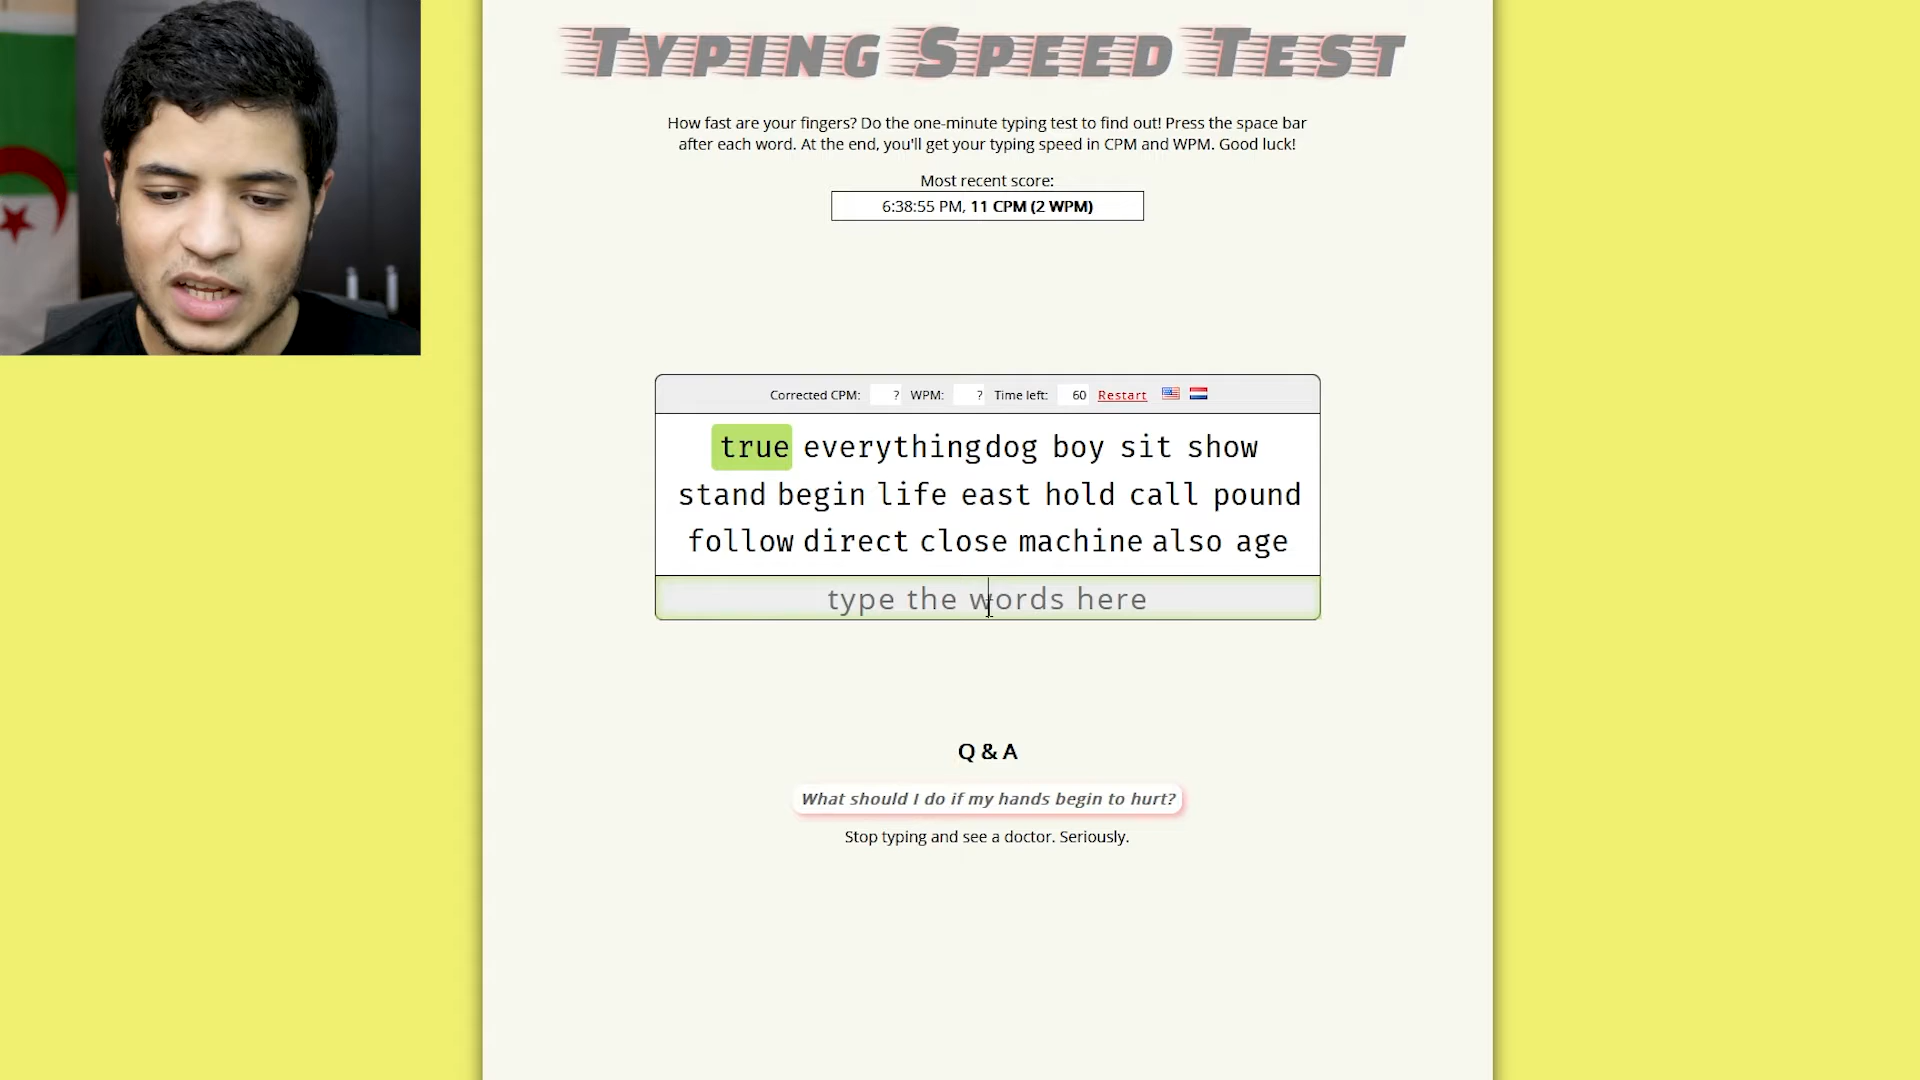 TYPING SPEED TEST
How fast are your fingers? Do the one-minute typing test to find out! Press the space bar
after each word. At the end, you'll get your typing speed in CPM and WPM. Good luck!
Most recent score:
6:38:55 PM, 11 CPM (2 WPM)
Corrected CPM: ? WPM: ? Time left: 60 Restart
true everything dog boy sit show
stand begin life east hold call pound
follow direct close machine also age
type the words here
Q & A
What should I do if my hands begin to hurt?
Stop typing and see a doctor. Seriously.